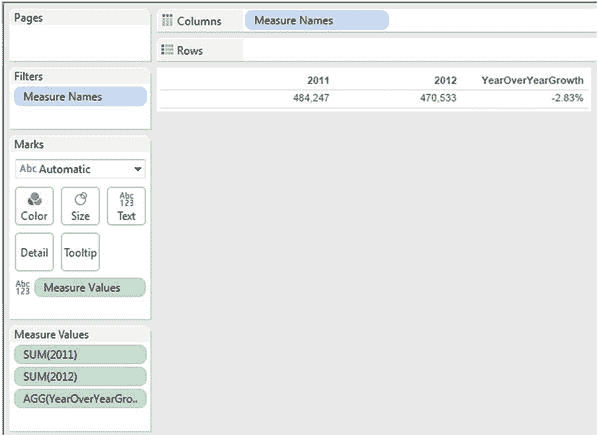 Pages
Columns
Measure Names
Rows
Filters
Measure Names
2011 2012 YearOverYearGrowth
484,247 470,533 -2.83%
Marks
Abc Automatic
Color Size Abc 123 Text
Detail Tooltip
Abc 123 Measure Values
Measure Values
SUM(2011)
SUM(2012)
AGG(YearOverYearGro..